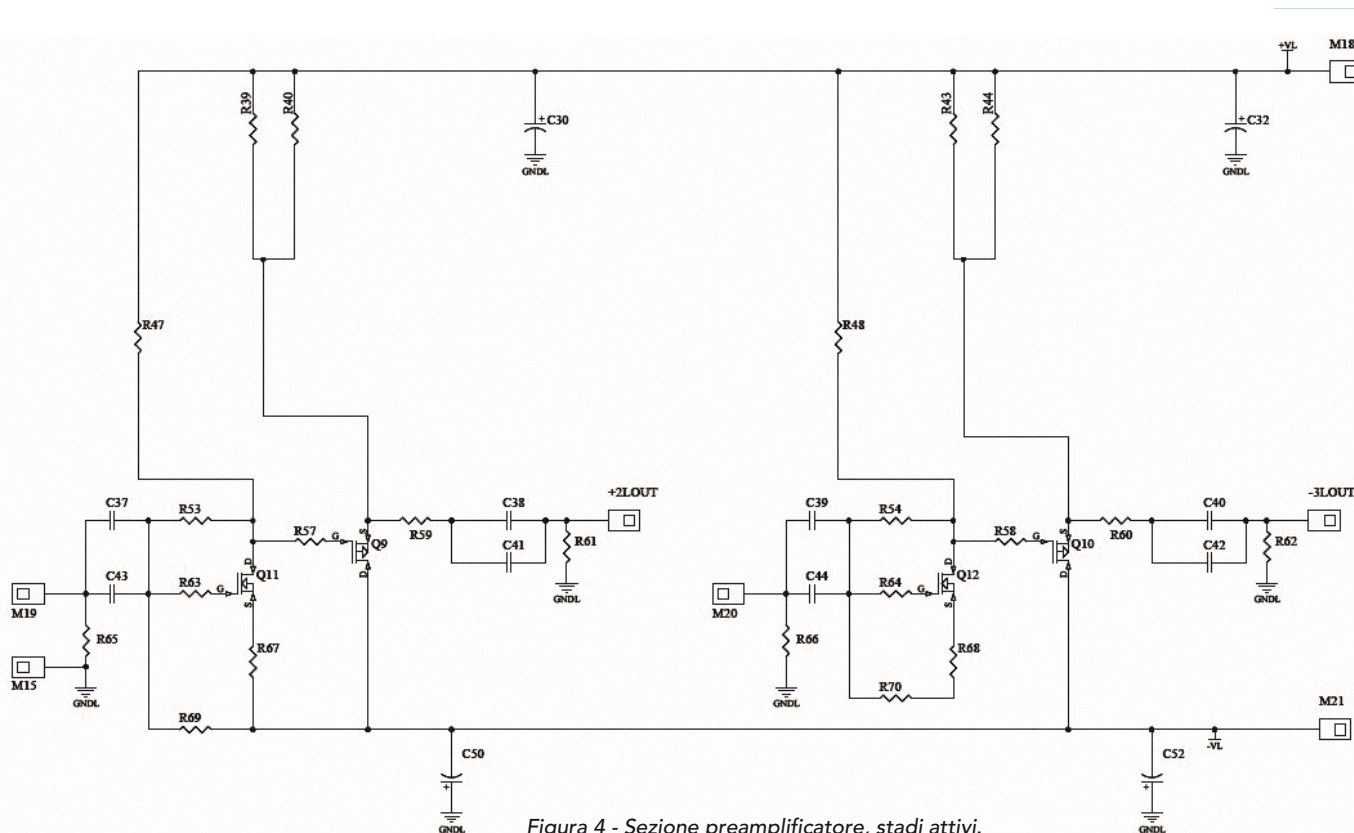 +VL
M18
R39
R40
C30
GNDL
R43
R44
C32
GNDL
R47
R48
C37
R53
R57
G
S
Q9
D
R59
C38
C41
+2LOUT
R61
GNDL
C39
R54
R58
G
S
Q10
D
R60
C40
C42
-3LOUT
R62
GNDL
M19
C43
R63
G
D
Q11
S
R65
R67
M15
GNDL
R69
M20
C44
R64
G
D
Q12
S
R66
R68
GNDL
R70
M21
-VL
C50
GNDL
C52
GNDL
Figura 4 - Sezione preamplificatore, stadi attivi.